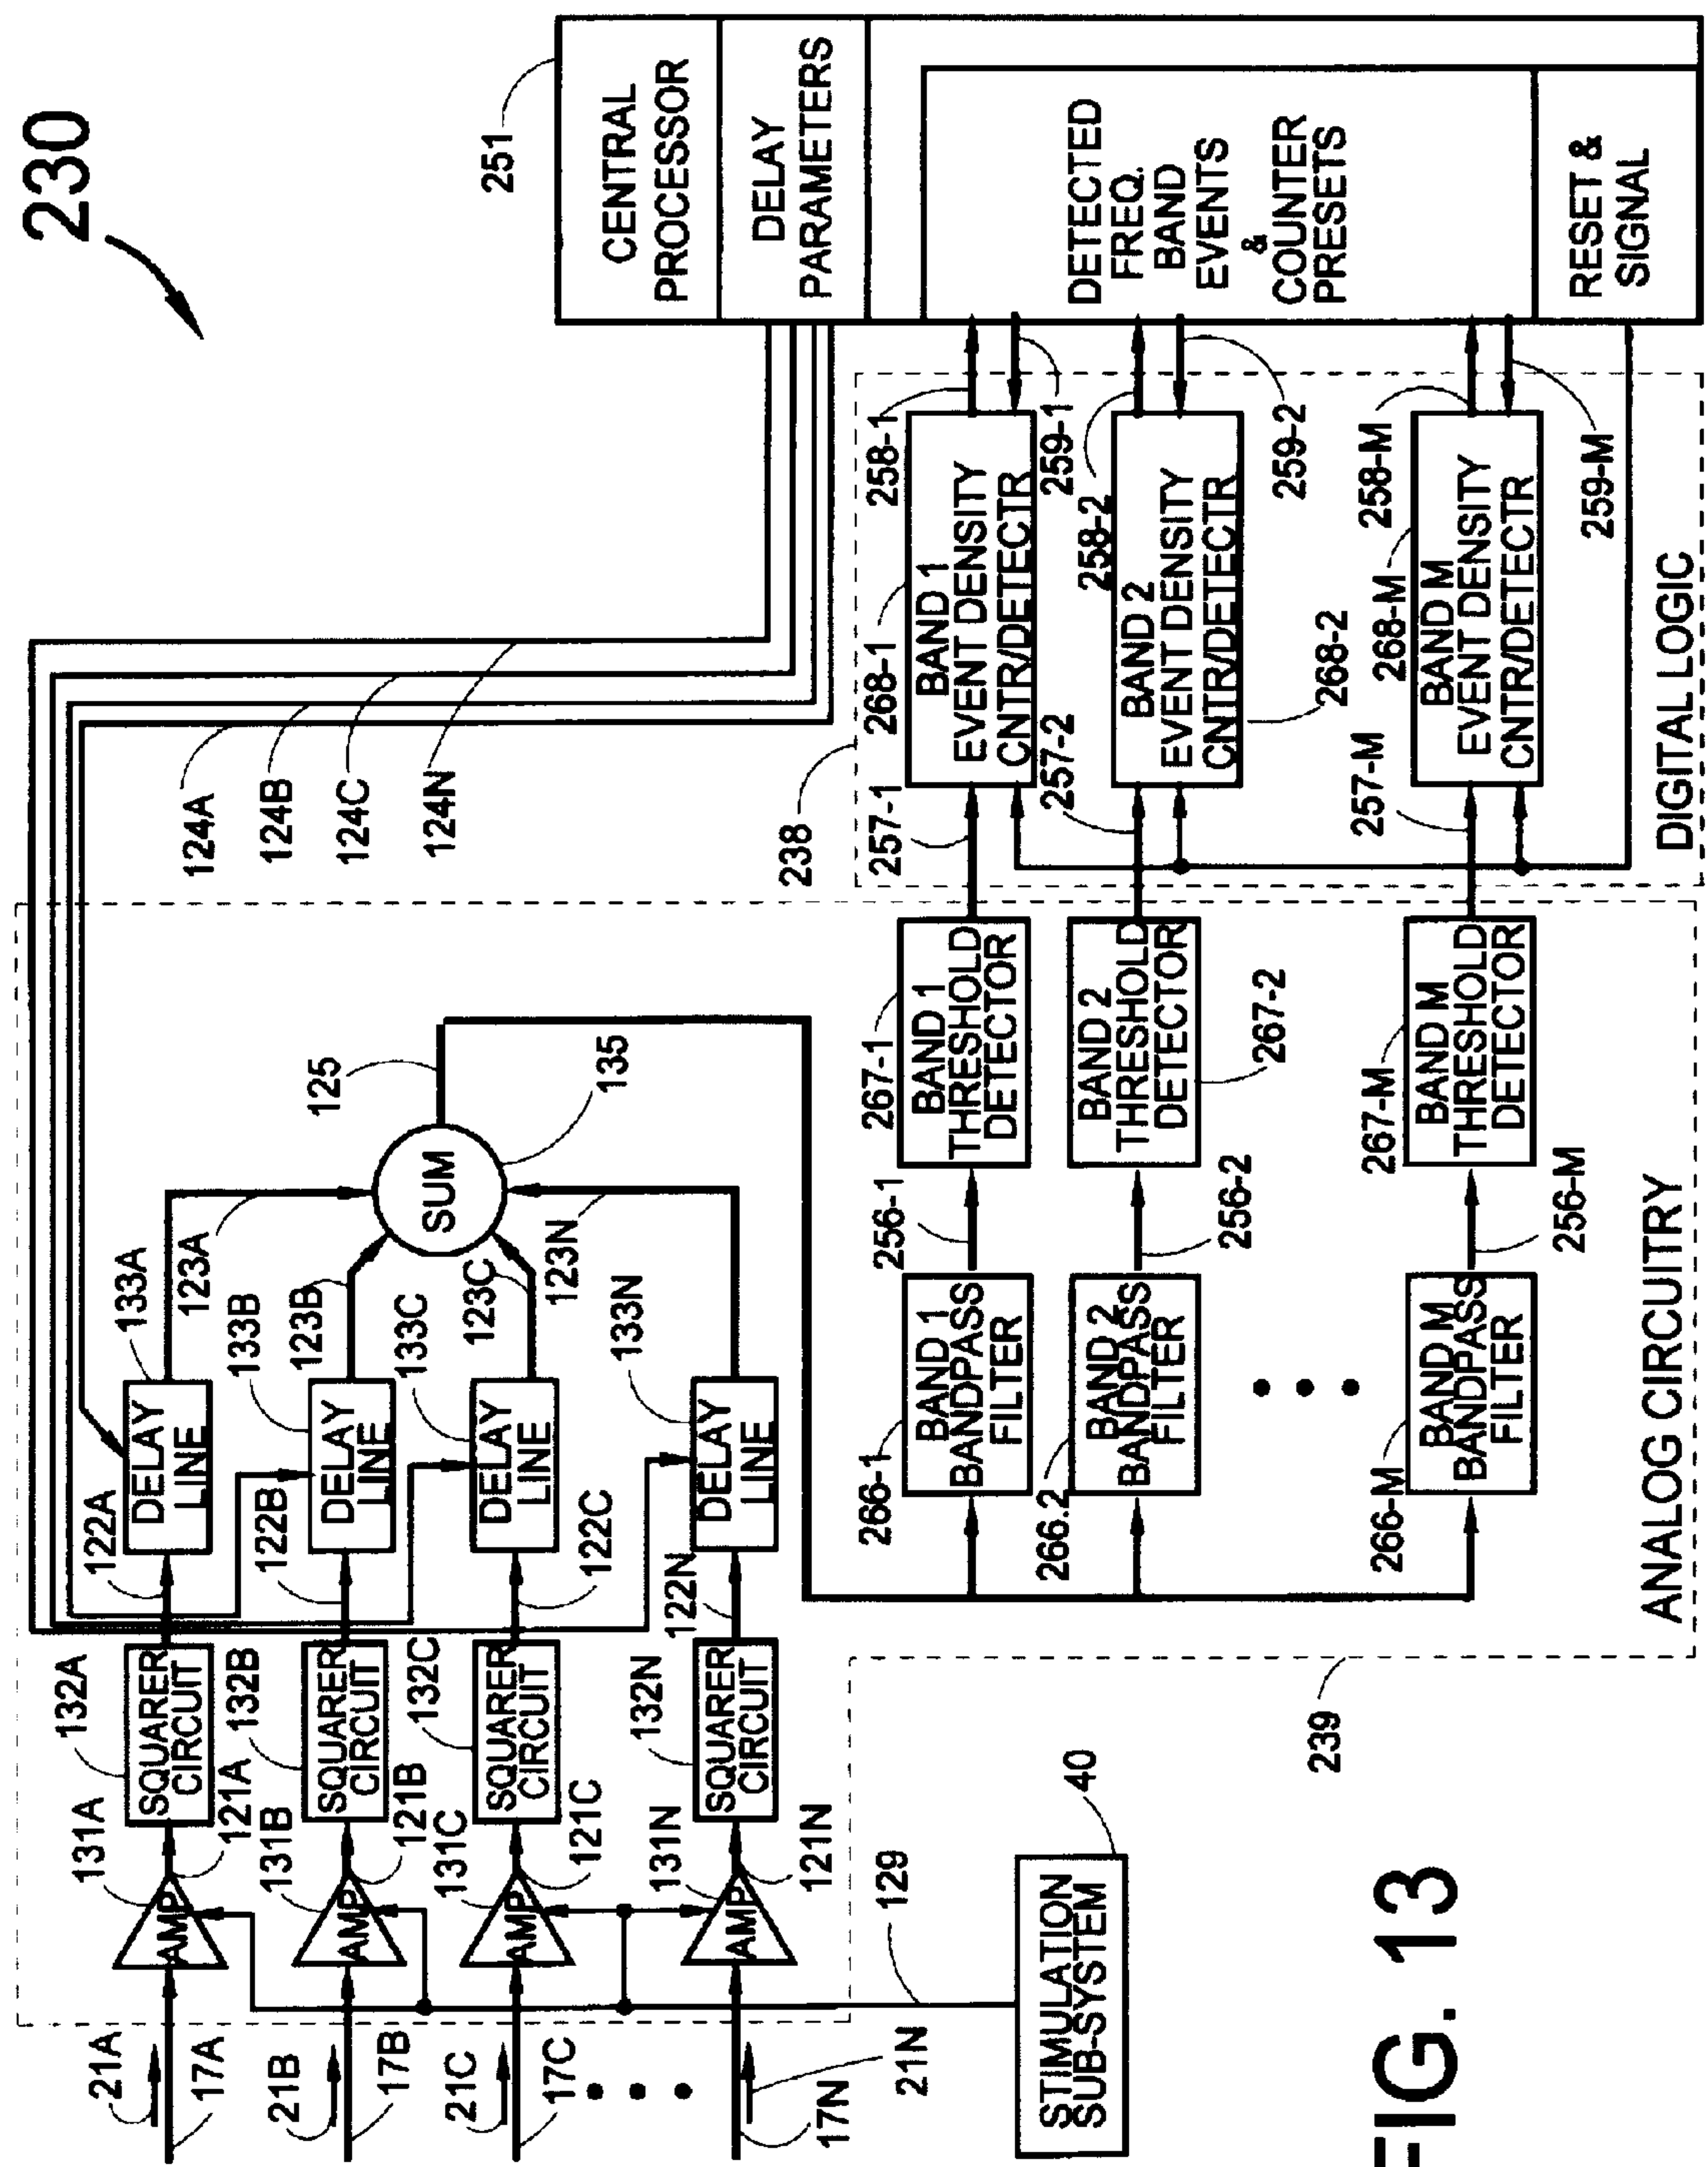 230
251
CENTRAL
PROCESSOR
DELAY
PARAMETERS
DETECTED
FREQ.
BAND
EVENTS
&
COUNTER
PRESETS
RESET &
SIGNAL
124A
124B
124C
124N
21A
17A
131A
AMP
121A
132A
SQUARER
CIRCUIT
122A
133A
DELAY
LINE
123A
21B
17B
131B
AMP
121B
132B
SQUARER
CIRCUIT
122B
133B
DELAY
LINE
123B
21C
17C
131C
AMP
121C
132C
SQUARER
CIRCUIT
122C
133C
DELAY
LINE
123C
21N
17N
131N
AMP
121N
132N
SQUARER
CIRCUIT
122N
133N
DELAY
LINE
123N
SUM
125
135
129
40
STIMULATION
SUB-SYSTEM
266-1
BAND 1
BANDPASS
FILTER
256-1
267-1
BAND 1
THRESHOLD
DETECTOR
257-1
268-1
BAND 1
EVENT DENSITY
CNTR/DETECTR
258-1
259-1
266.2
BAND 2
BANDPASS
FILTER
256-2
BAND 2
THRESHOLD
DETECTOR
267-2
257-2
BAND 2
EVENT DENSITY
CNTR/DETECTR
268-2
258-2
259-2
266-M
BAND M
BANDPASS
FILTER
256-M
267-M
BAND M
THRESHOLD
DETECTOR
257-M
268-M
BAND M
EVENT DENSITY
CNTR/DETECTR
258-M
259-M
238
DIGITAL LOGIC
ANALOG CIRCUITRY
239
FIG. 13